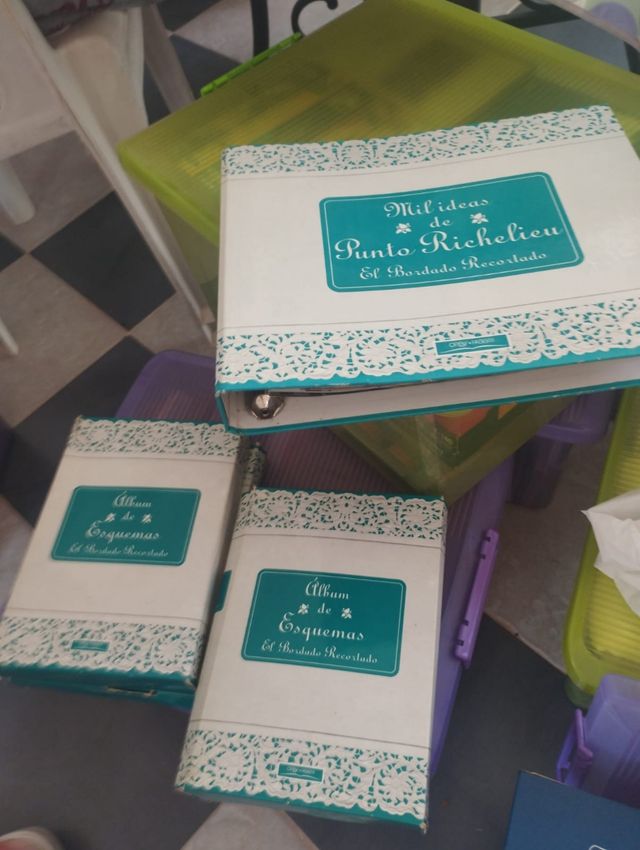 Mil ideas
de
Punto Richelieu
El Bordado Recortado
Álbum
de
Esquemas
El Bordado Recortado
Álbum
de
Esquemas
El Bordado Recortado